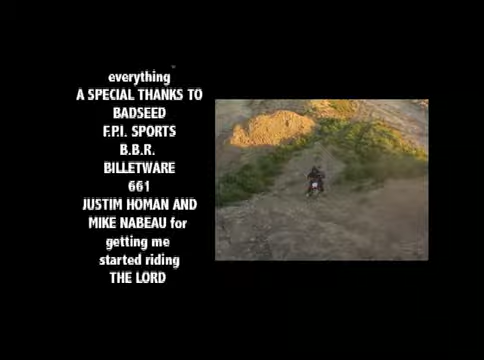 everything
A SPECIAL THANKS TO
BADSEED
F.P.I. SPORTS
B.B.R.
BILLETWARE
661
JUSTIM HOMAN AND
MIKE NABEAU for
getting me
started riding
THE LORD